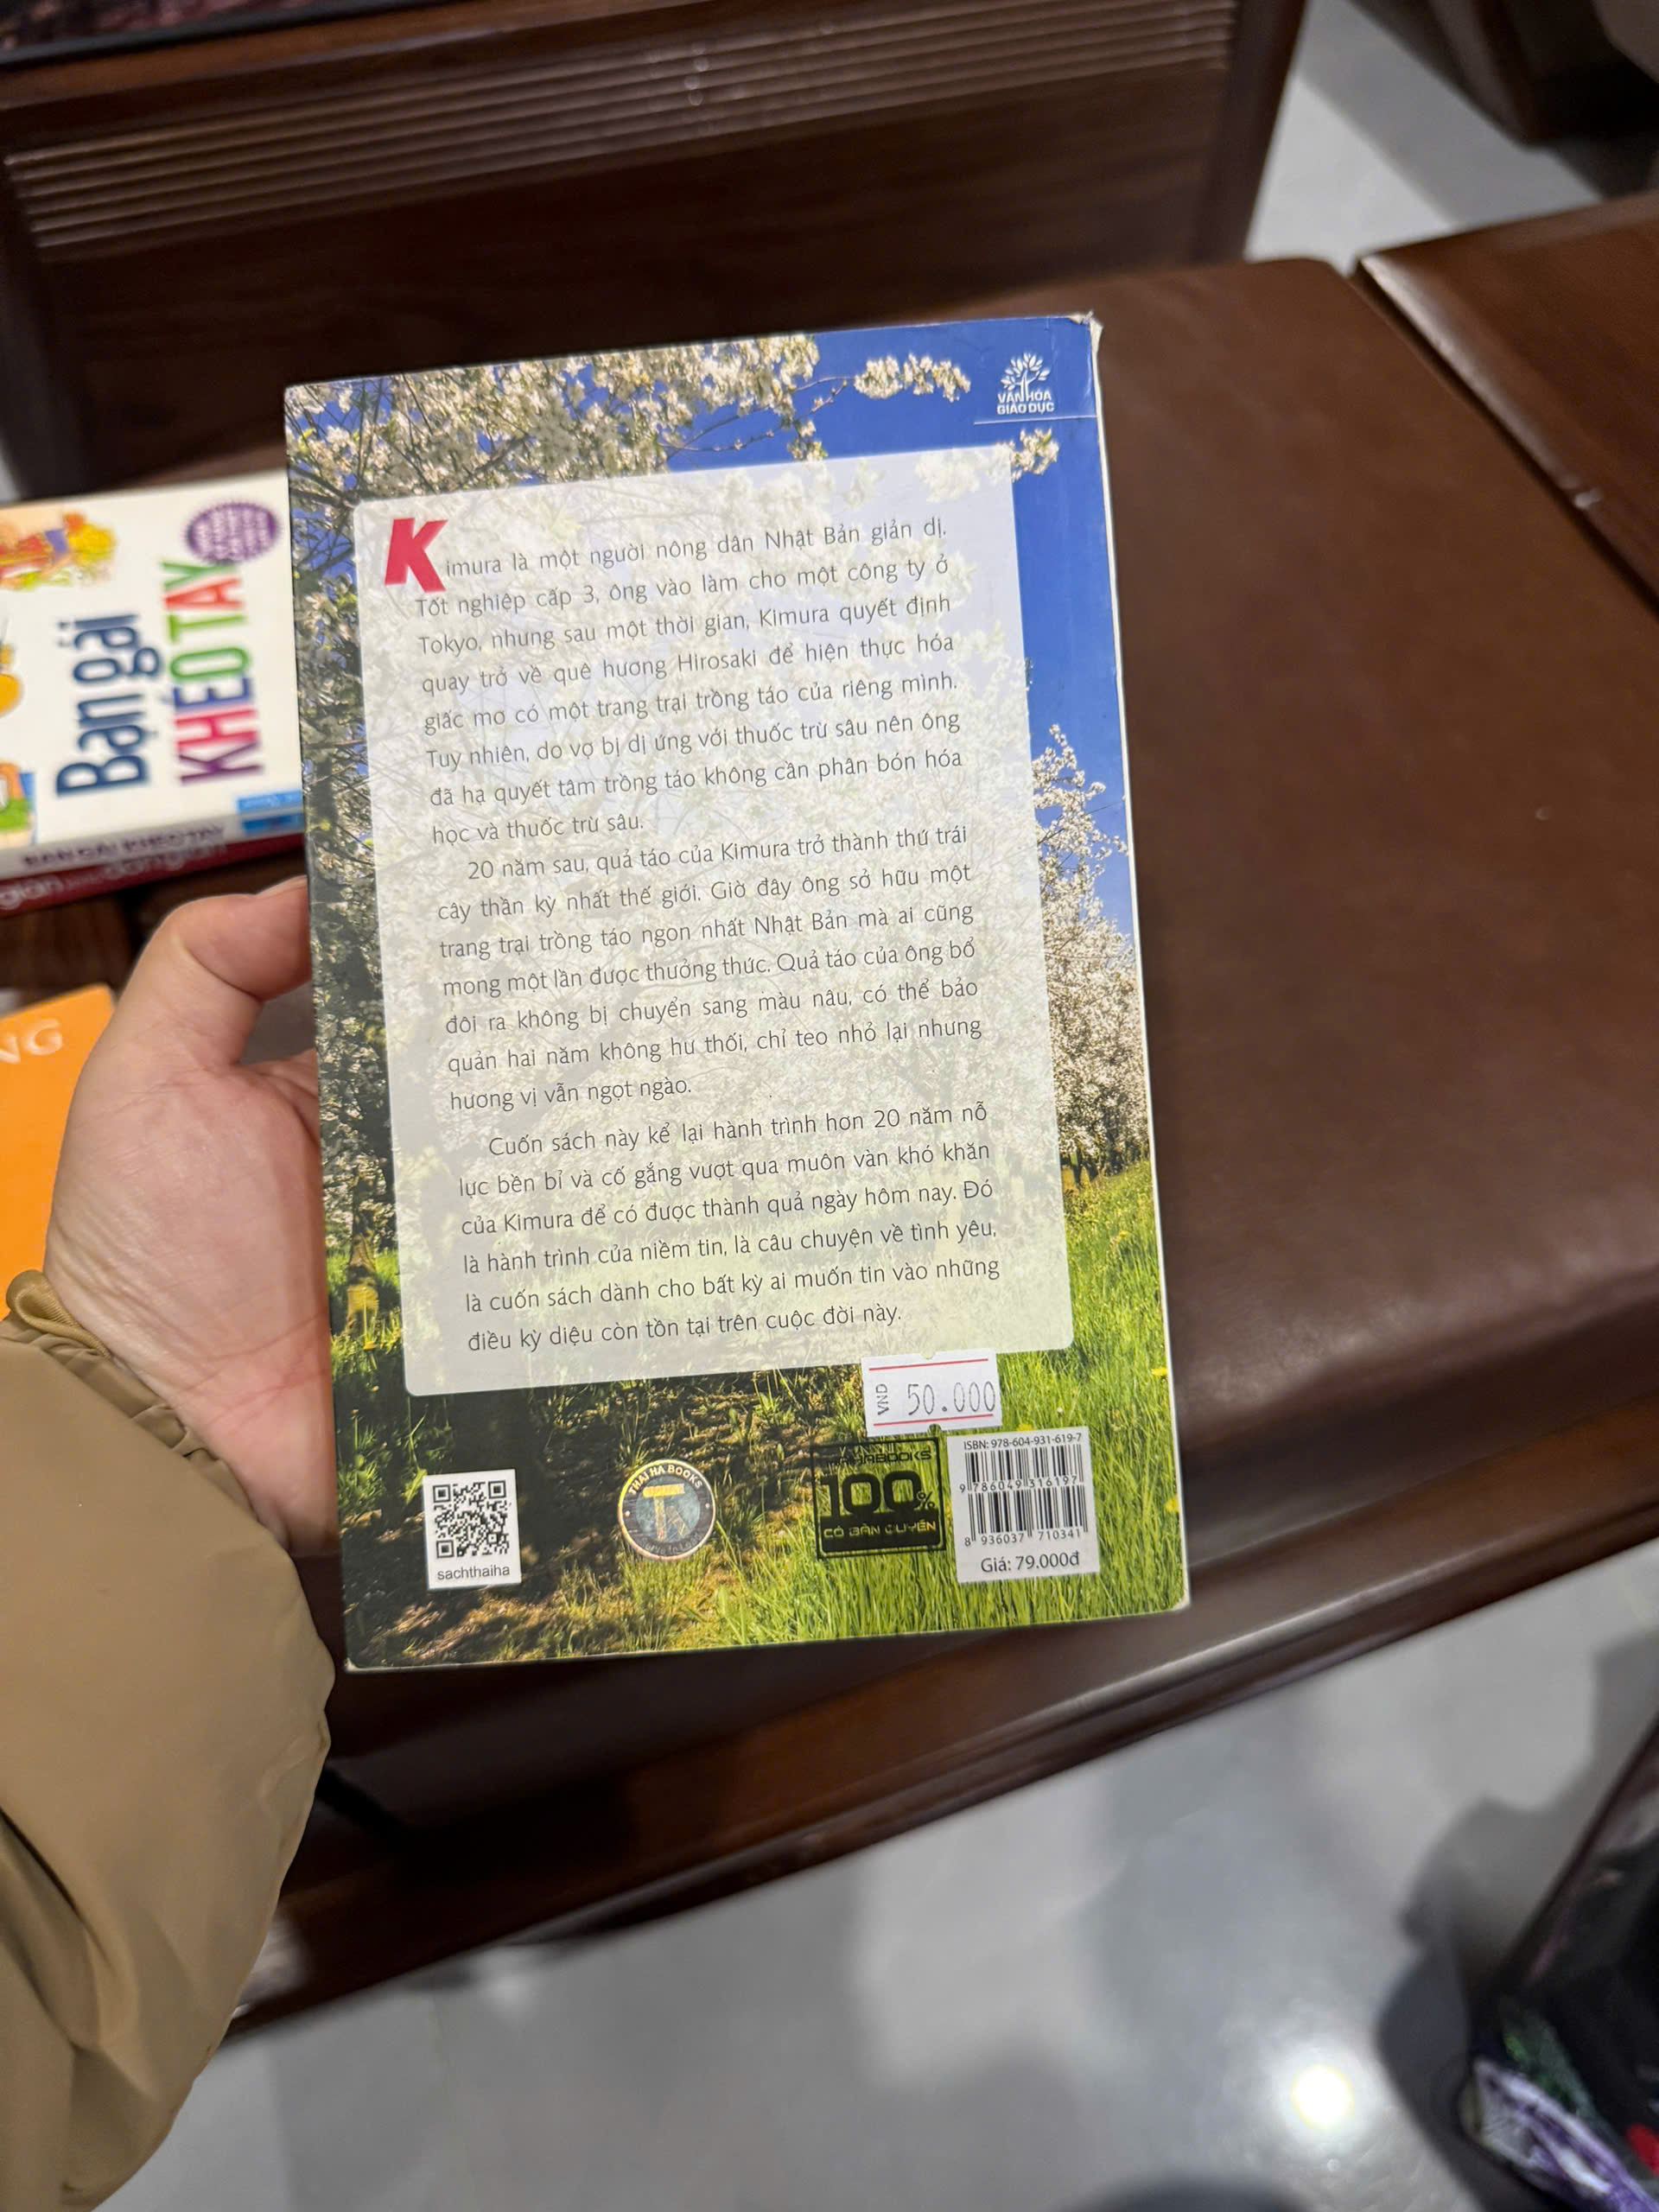 VĂN HÓA
GIÁO DỤC
Kimura là một người nông dân Nhật Bản giản dị.
Tốt nghiệp cấp 3, ông vào làm cho một công ty ở
Tokyo, nhưng sau một thời gian, Kimura quyết định
quay trở về quê hương Hirosaki để hiện thực hóa
giấc mơ có một trang trại trồng táo của riêng mình.
Tuy nhiên, do vợ bị dị ứng với thuốc trừ sâu nên ông
đã hạ quyết tâm trồng táo không cần phân bón hóa
học và thuốc trừ sâu.
20 năm sau, quả táo của Kimura trở thành thứ trái
cây thần kỳ nhất thế giới. Giờ đây ông sở hữu một
trang trại trồng táo ngon nhất Nhật Bản mà ai cũng
mong một lần được thưởng thức. Quả táo của ông bổ
đôi ra không bị chuyển sang màu nâu, có thể bảo
quản hai năm không hư thối, chỉ teo nhỏ lại nhưng
hương vị vẫn ngọt ngào.
Cuốn sách này kể lại hành trình hơn 20 năm nỗ
lực bền bỉ và cố gắng vượt qua muôn vàn khó khăn
của Kimura để có được thành quả ngày hôm nay. Đó
là hành trình của niềm tin, là câu chuyện về tình yêu,
là cuốn sách dành cho bất kỳ ai muốn tin vào những
điều kỳ diệu còn tồn tại trên cuộc đời này.
VND 50.000
ISBN: 978-604-931-619-7
9 786049 316197
8 936037 710341
Giá: 79.000đ
100%
CÓ BẢN QUYỀN
THAI HA BOOKS
sachthaiha
Bạn gái
KHÉO TAY
BẠN GÁI KHÉO TAY
NG